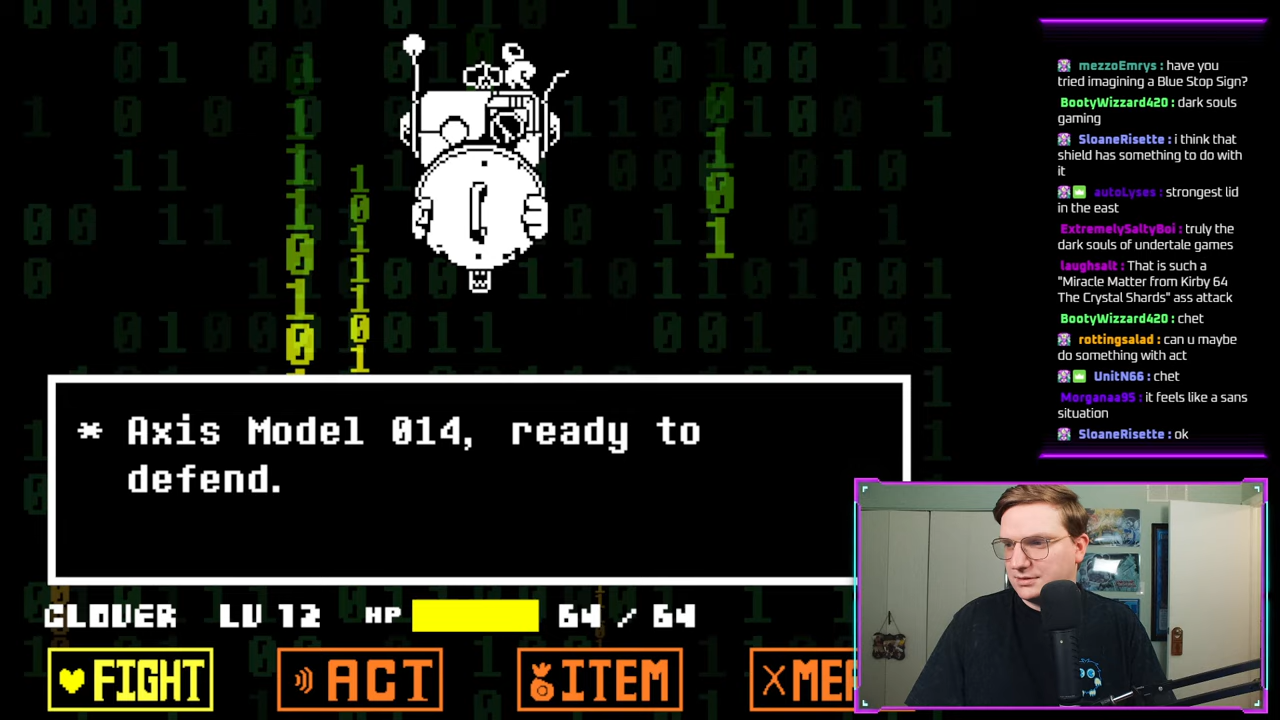 * Axis Model 014, ready to
defend.
CLOVER LV 12 HP 64 / 64
FIGHT
ACT
ITEM
mezzoEmrys : have you
tried imagining a Blue Stop Sign?
BootyWizzard420 : dark souls
gaming
SloaneRisette : i think that
shield has something to do with
it
autoLyses : strongest lid
in the east
ExtremelySaltyBoi : truly the
dark souls of undertale games
laughsalt : That is such a
"Miracle Matter from Kirby 64
The Crystal Shards" ass attack
BootyWizzard420 : chet
rottingsalad : can u maybe
do something with act
UnitN66 : chet
Morganaa95 : it feels like a sans
situation
SloaneRisette : ok